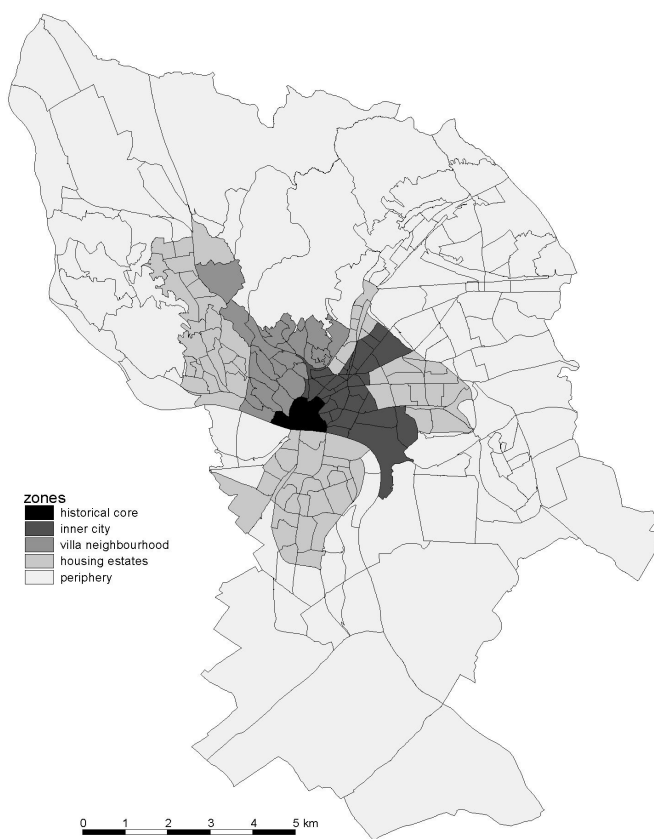 zones
historical core
inner city
villa neighbourhood
housing estates
periphery
0 1 2 3 4 5 km